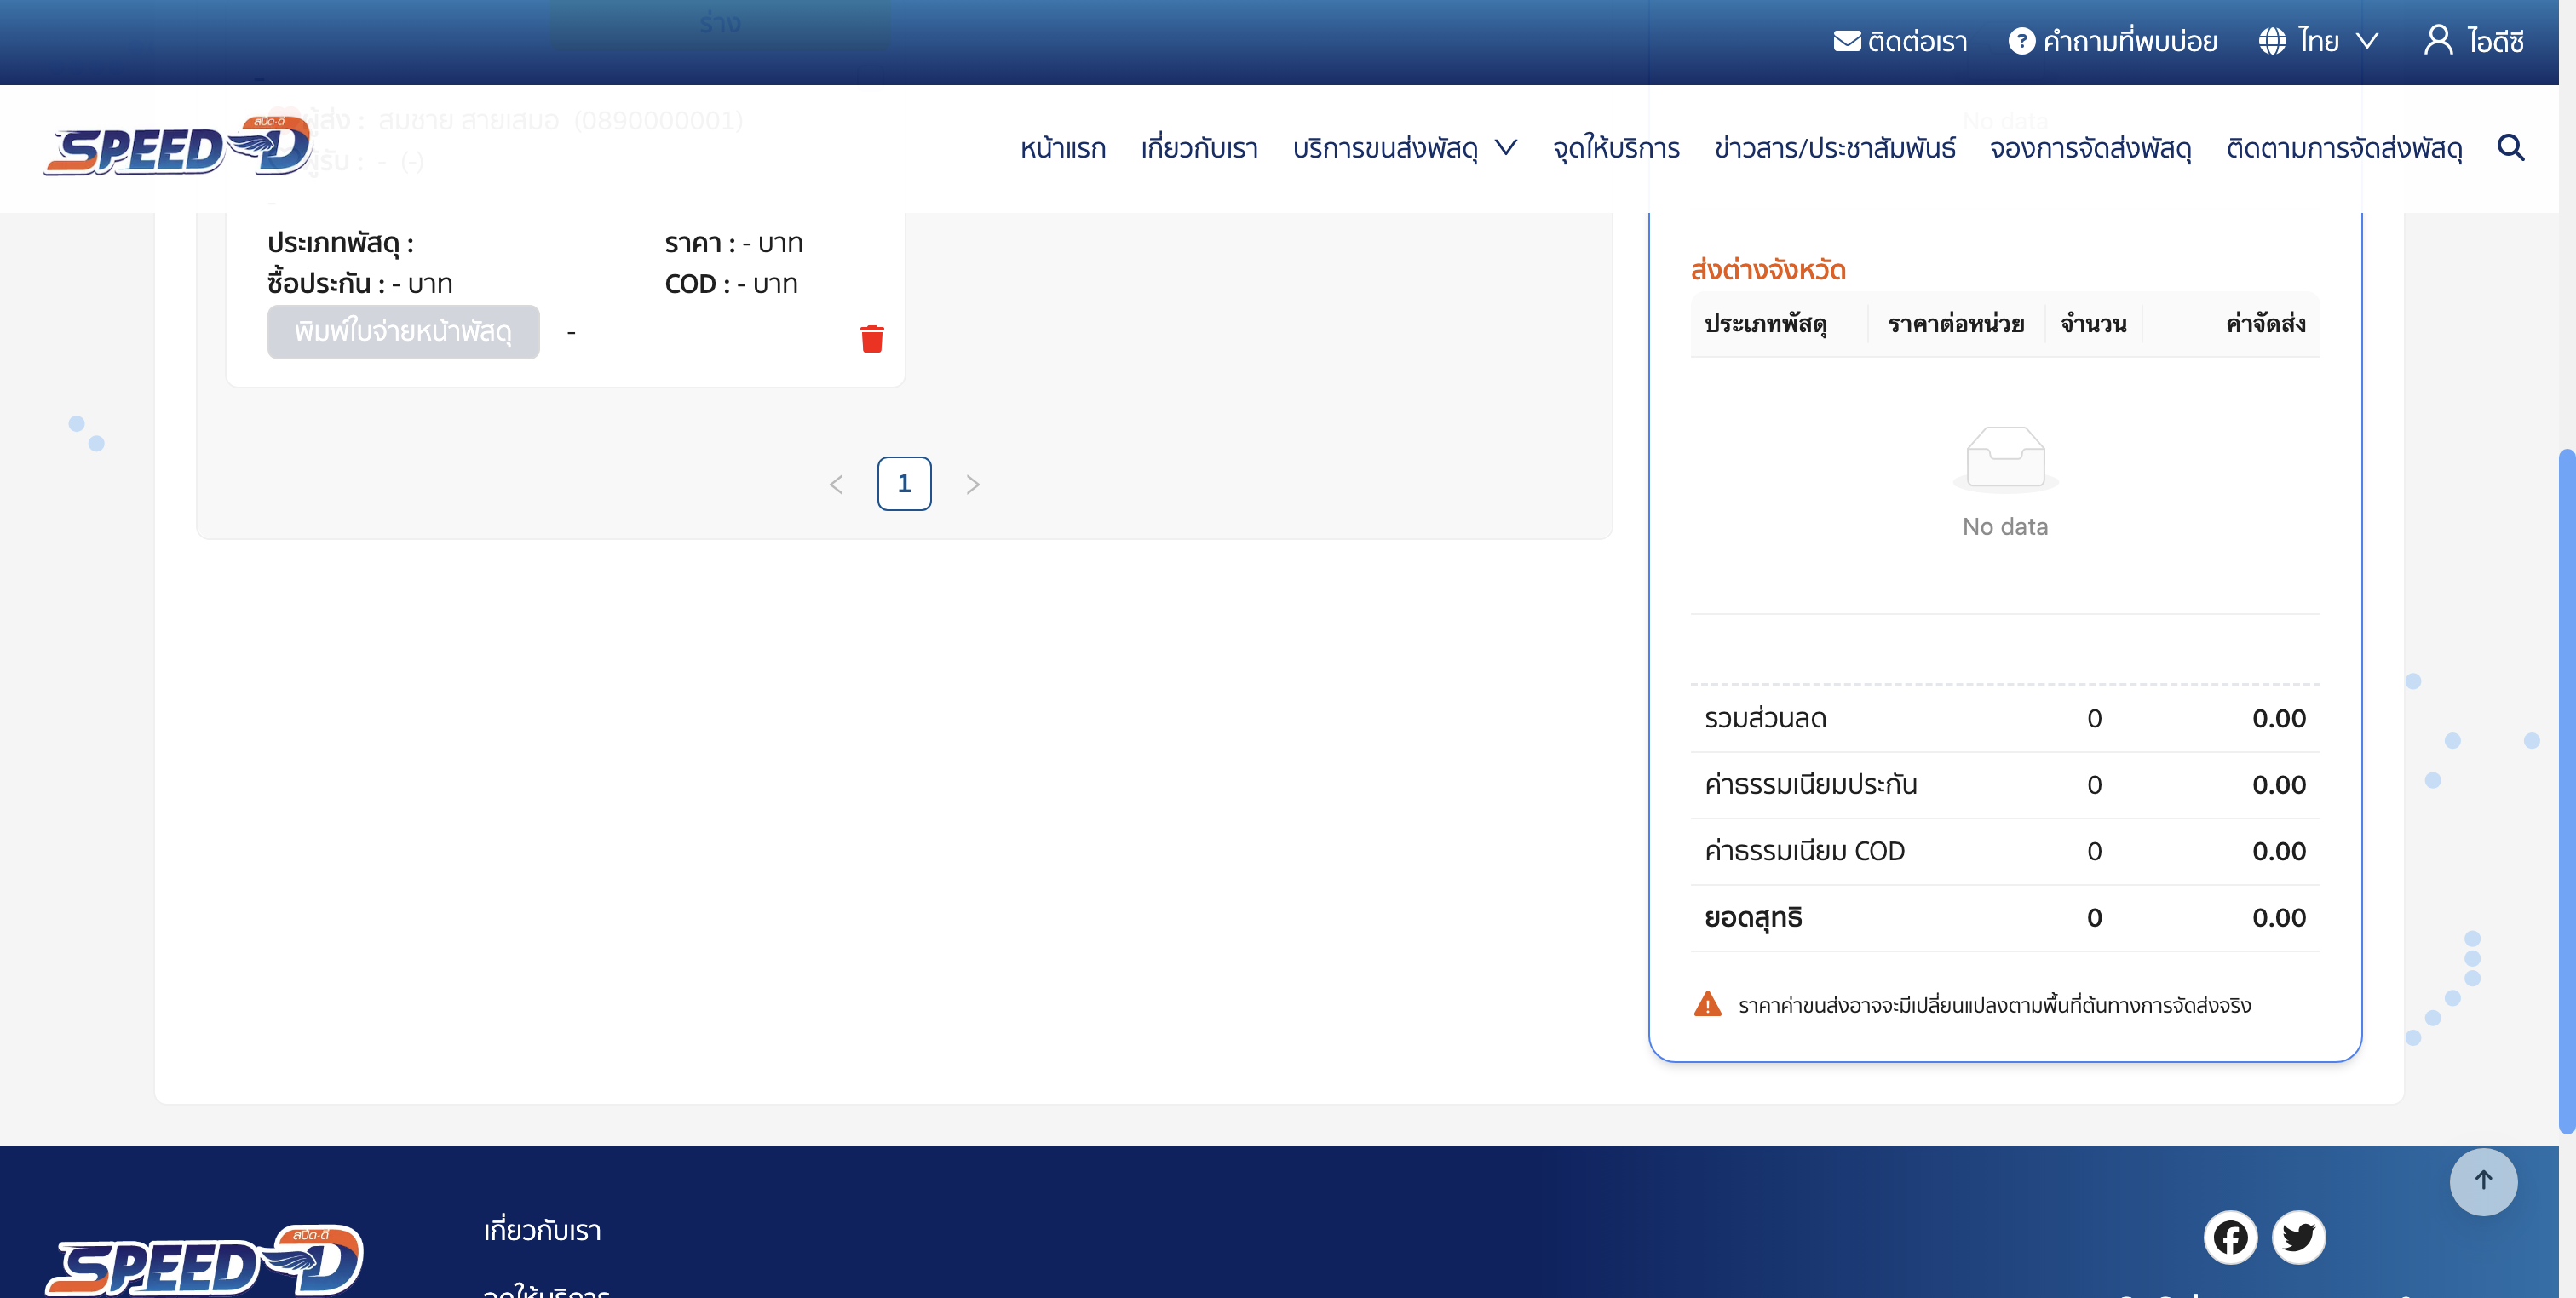 ร่าง
ติดต่อเรา
คำถามที่พบบ่อย
ไทย
ไอดีซี
สปีด-ดี
SPEED-D
ผู้ส่ง : สมชาย สายเสมอ (0890000001)
ผู้รับ : - (-)
No data
หน้าแรก
เกี่ยวกับเรา
บริการขนส่งพัสดุ
จุดให้บริการ
ข่าวสาร/ประชาสัมพันธ์
จองการจัดส่งพัสดุ
ติดตามการจัดส่งพัสดุ
ประเภทพัสดุ :
ราคา : - บาท
ซื้อประกัน : - บาท
COD : - บาท
พิมพ์ใบจ่ายหน้าพัสดุ
-
1
ส่งต่างจังหวัด
ประเภทพัสดุ ราคาต่อหน่วย จำนวน ค่าจัดส่ง
No data
รวมส่วนลด 0 0.00
ค่าธรรมเนียมประกัน 0 0.00
ค่าธรรมเนียม COD 0 0.00
ยอดสุทธิ 0 0.00
ราคาค่าขนส่งอาจจะมีเปลี่ยนแปลงตามพื้นที่ต้นทางการจัดส่งจริง
สปีด-ดี
SPEED-D
เกี่ยวกับเรา
จุดให้บริการ